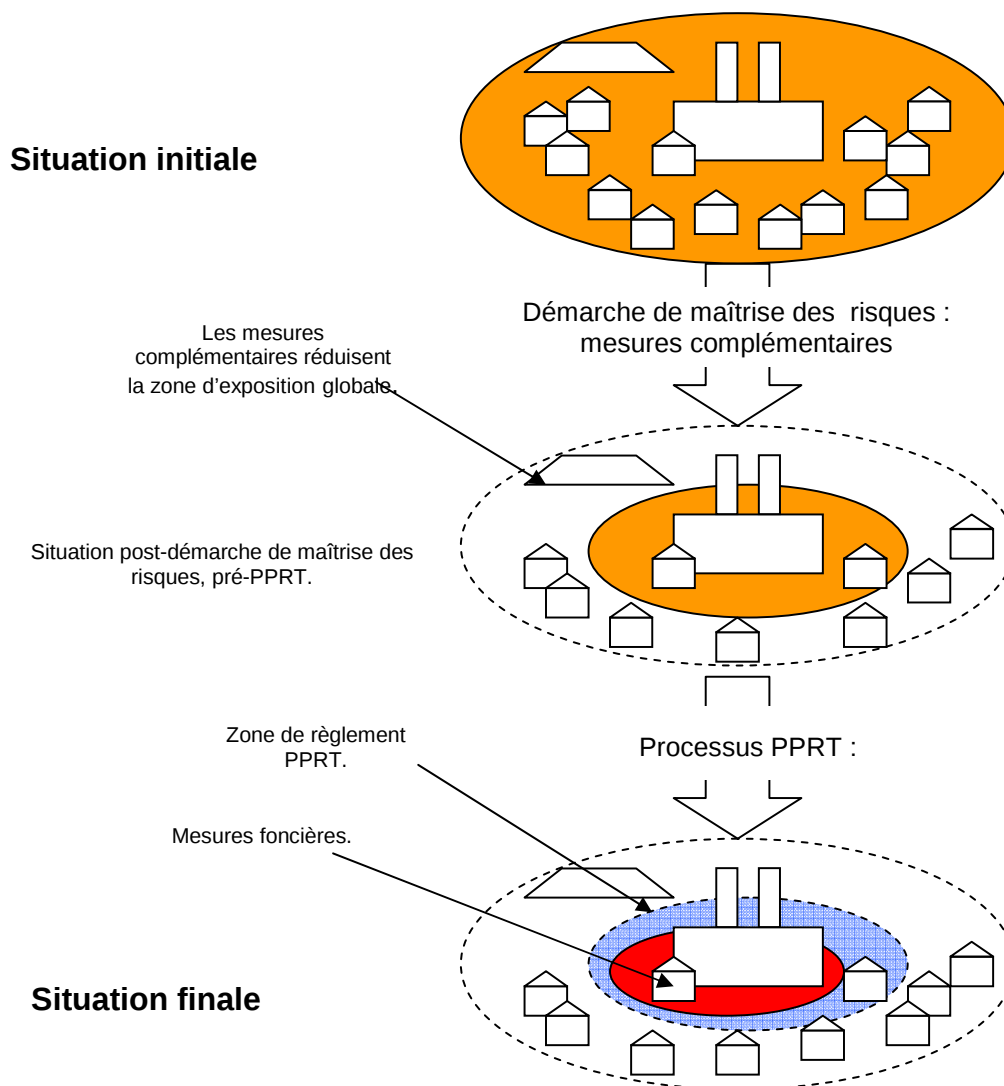 Situation initiale
Démarche de maîtrise des risques :
mesures complémentaires
Les mesures
complémentaires réduisent
la zone d'exposition globale.
Situation post-démarche de maîtrise des
risques, pré-PPRT.
Zone de règlement
PPRT.
Processus PPRT :
Mesures foncières.
Situation finale